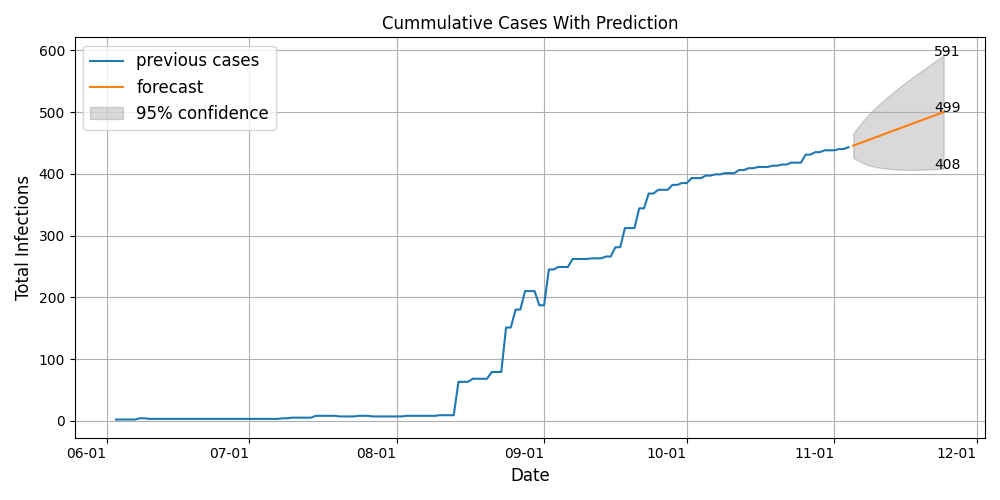 Cummulative Cases With Prediction
previous cases
forecast
95% confidence
591
499
408
Total Infections
600
500
400
300
200
100
0
06-01 07-01 08-01 09-01 10-01 11-01 12-01
Date